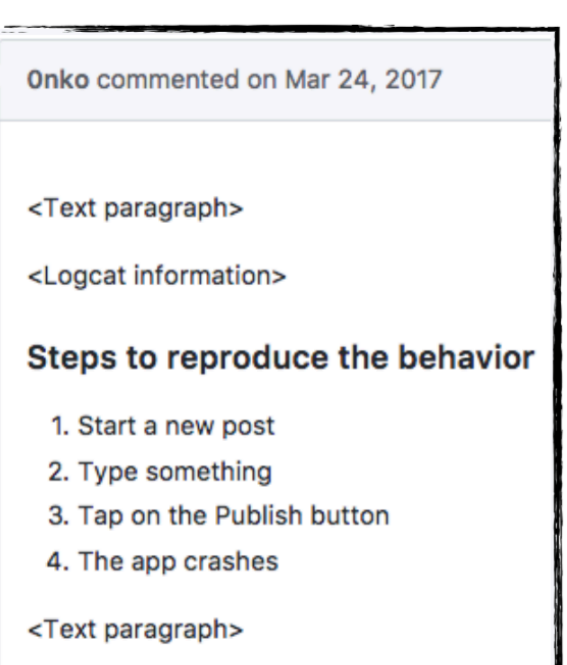 0nko commented on Mar 24, 2017
<Text paragraph>
<Logcat information>
Steps to reproduce the behavior
1. Start a new post
2. Type something
3. Tap on the Publish button
4. The app crashes
<Text paragraph>